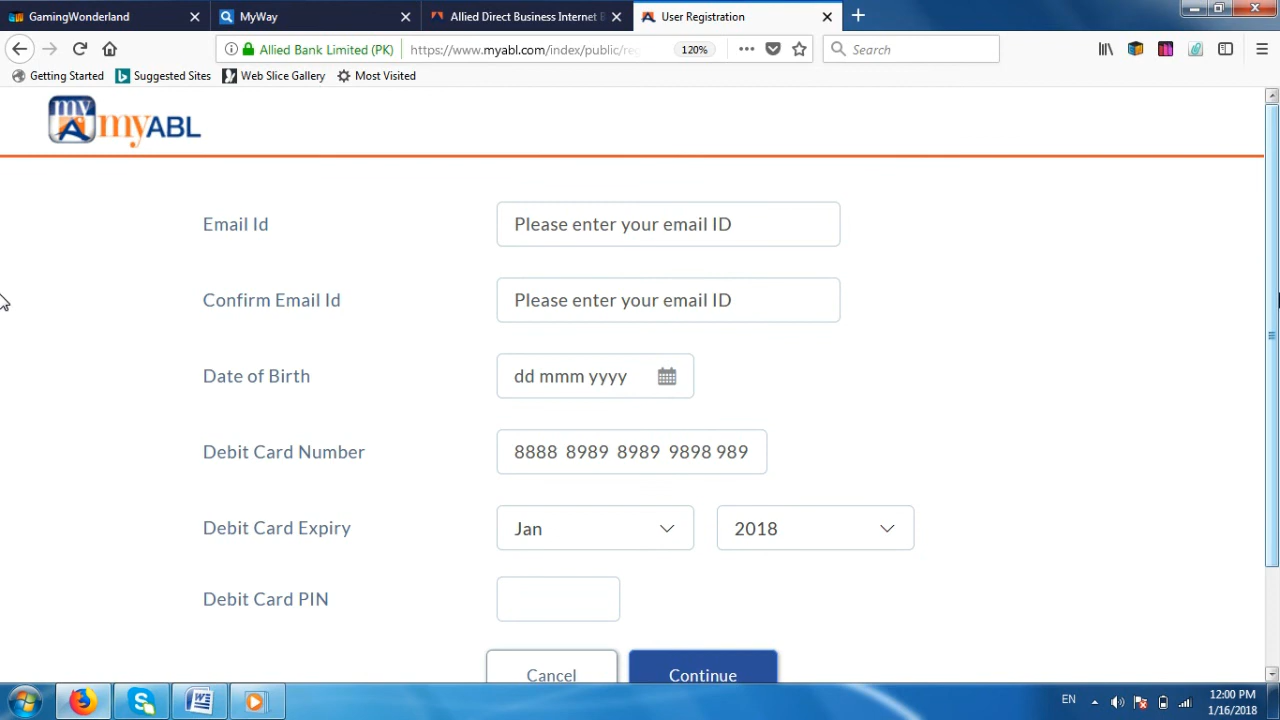 GamingWonderland
MyWay
Allied Direct Business Internet
User Registration
Allied Bank Limited (PK)
https://www.myabl.com/index/public/reg
120%
Search
Getting Started
Suggested Sites
Web Slice Gallery
Most Visited
my
myABL
Email Id
Please enter your email ID
Confirm Email Id
Please enter your email ID
Date of Birth
dd mmm yyyy
Debit Card Number
8888 8989 8989 9898 989
Debit Card Expiry
Jan
2018
Debit Card PIN
Cancel
Continue
EN
12:00 PM
1/16/2018